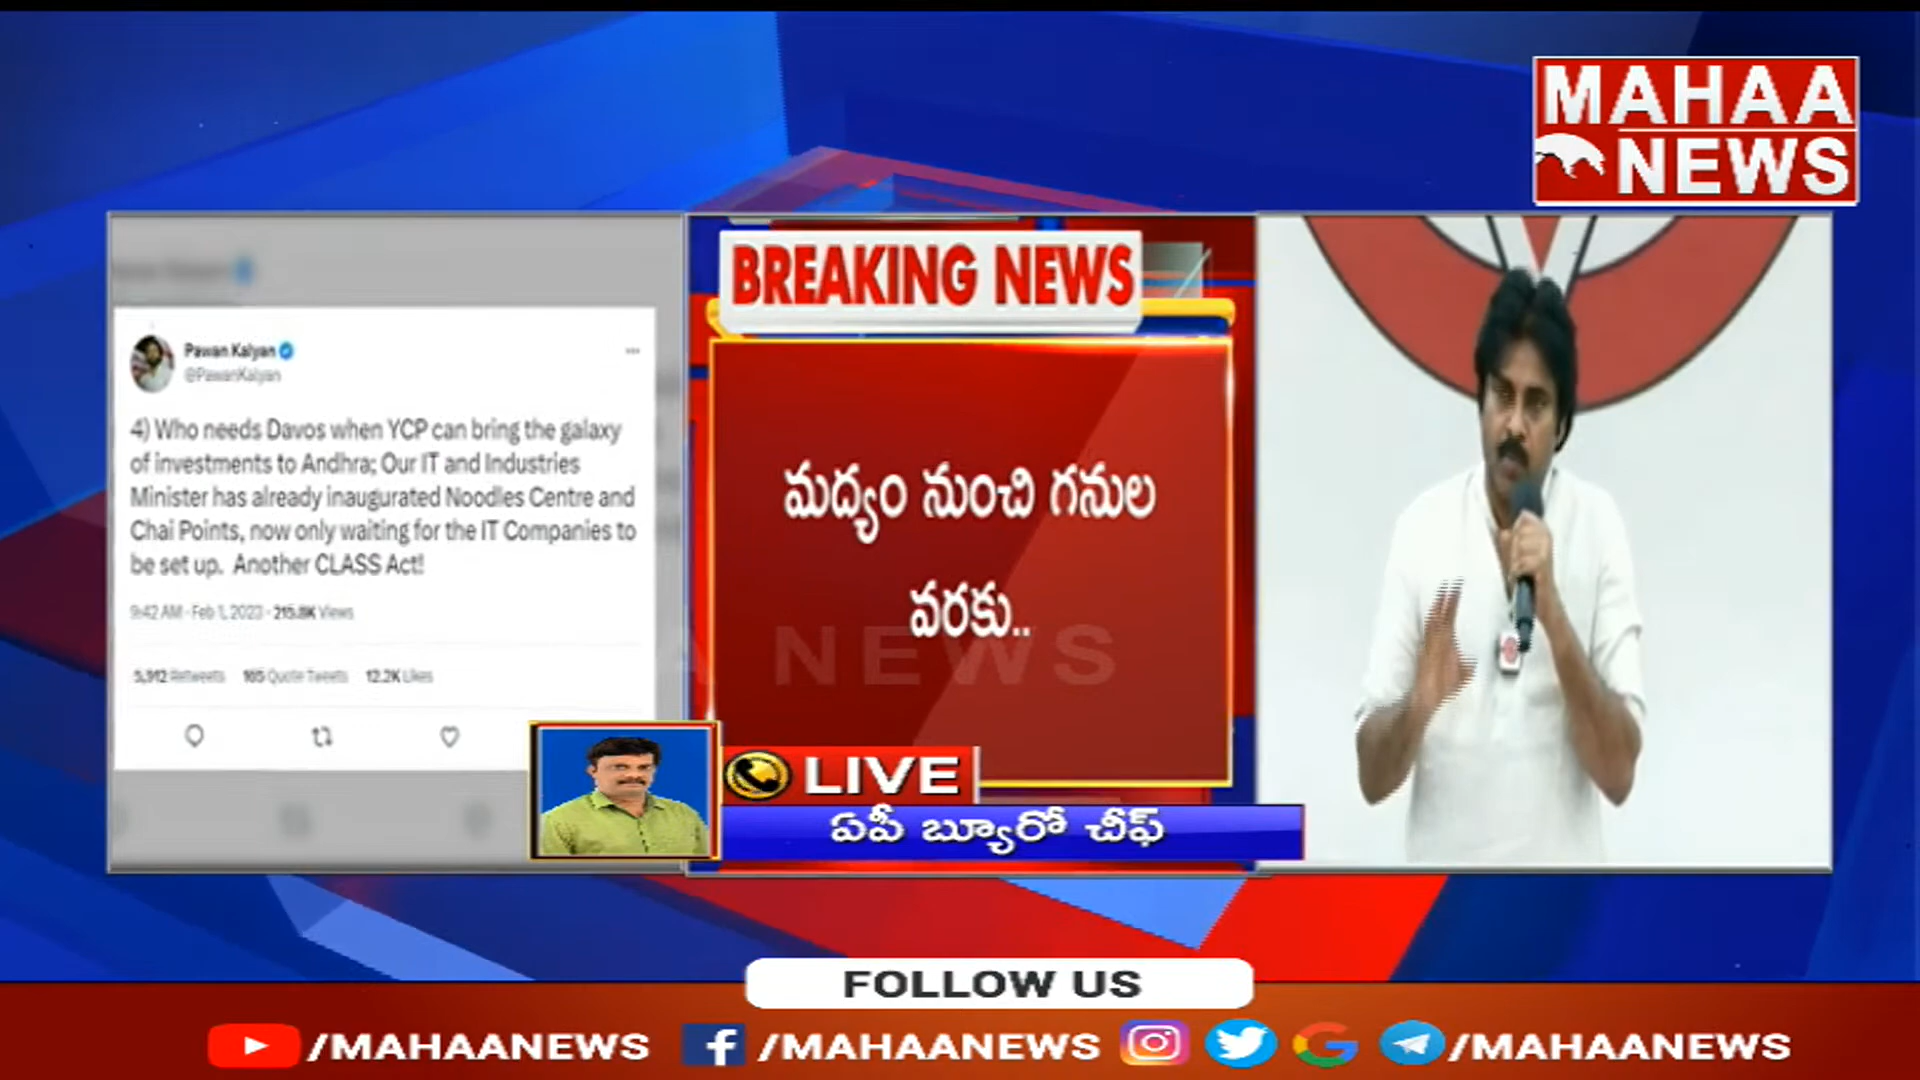 MAHAA
NEWS
BREAKING NEWS
Pawan Kalyan
@PawanKalyan
4) Who needs Davos when YCP can bring the galaxy
of investments to Andhra; Our IT and Industries
Minister has already inaugurated Noodles Centre and
Chai Points, now only waiting for the IT Companies to
be set up. Another CLASS Act!
9:42 AM · Feb 1, 2023 · 215.8K Views
5,912 Retweets 165 Quote Tweets 12.2K Likes
మద్యం నుంచి గనుల
వరకు..
NEWS
LIVE
ఏపీ బ్యూరో చీఫ్
FOLLOW US
/MAHAANEWS /MAHAANEWS /MAHAANEWS